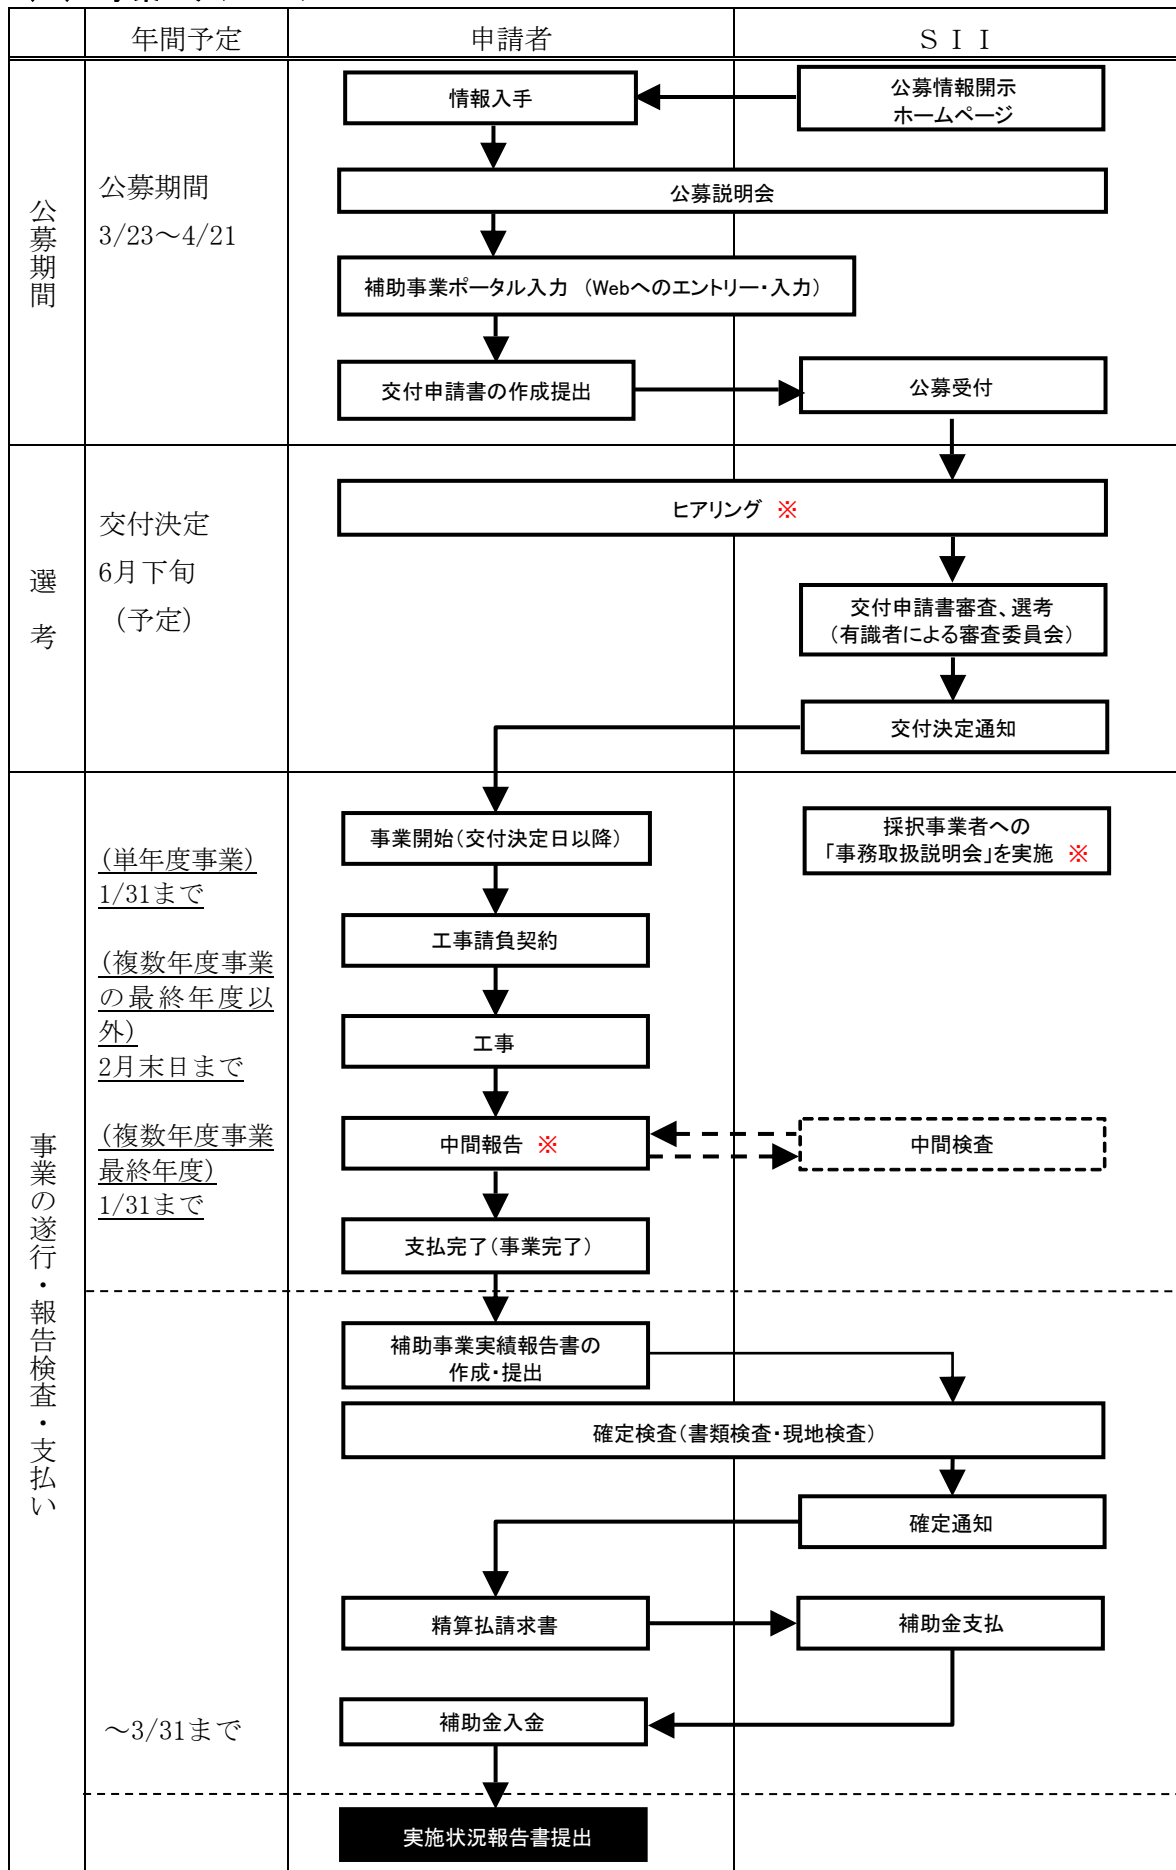 年間予定
申請者
ＳＩＩ
公募期間
公募期間
3/23～4/21
情報入手
公募情報開示
ホームページ
公募説明会
補助事業ポータル入力 （Webへのエントリー・入力）
交付申請書の作成提出
公募受付
選考
交付決定
6月下旬
（予定）
ヒアリング ※
交付申請書審査、選考
（有識者による審査委員会）
交付決定通知
事業の遂行・報告検査・支払い
(単年度事業)
1/31まで
(複数年度事業
の最終年度以
外)
2月末日まで
(複数年度事業
最終年度)
1/31まで
事業開始（交付決定日以降）
採択事業者への
「事務取扱説明会」を実施 ※
工事請負契約
工事
中間報告 ※
中間検査
支払完了（事業完了）
補助事業実績報告書の
作成・提出
確定検査（書類検査・現地検査）
確定通知
精算払請求書
補助金支払
～3/31まで
補助金入金
実施状況報告書提出